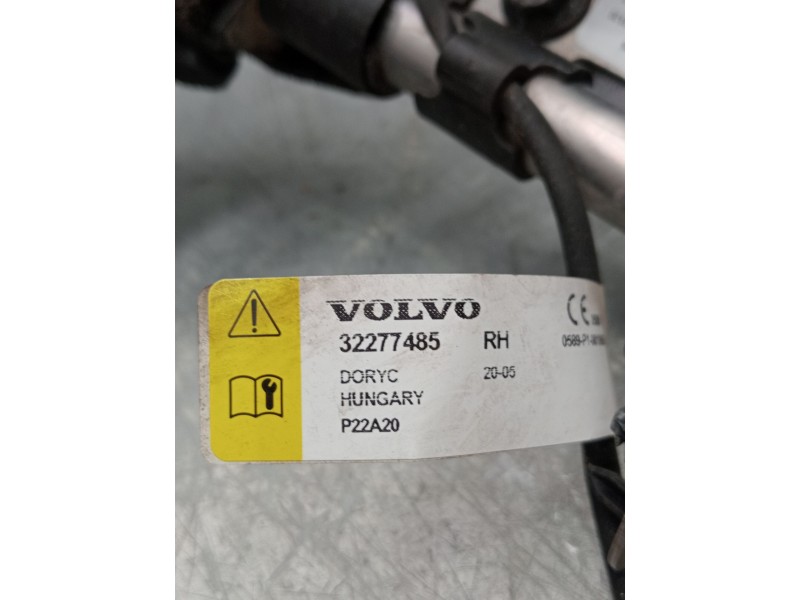 VOLVO
32277485 RH
DORYC 20-05
HUNGARY
P22A20
CE